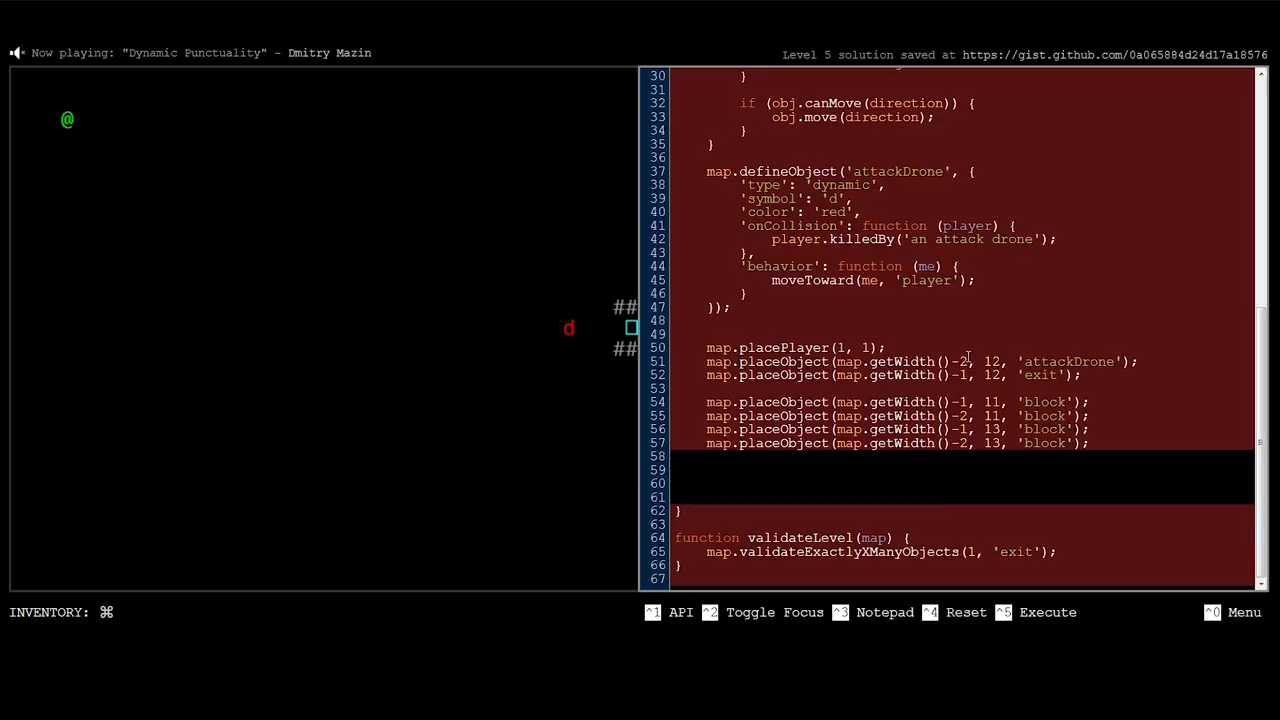 Now playing: "Dynamic Punctuality" - Dmitry Mazin
Level 5 solution saved at https://gist.github.com/0a065884d24d17a18576
@
##
d
##
30 }
31
32 if (obj.canMove(direction)) {
33 obj.move(direction);
34 }
35 }
36
37 map.defineObject('attackDrone', {
38 'type': 'dynamic',
39 'symbol': 'd',
40 'color': 'red',
41 'onCollision': function (player) {
42 player.killedBy('an attack drone');
43 },
44 'behavior': function (me) {
45 moveToward(me, 'player');
46 }
47 });
48
49
50 map.placePlayer(1, 1);
51 map.placeObject(map.getWidth()-2, 12, 'attackDrone');
52 map.placeObject(map.getWidth()-1, 12, 'exit');
53
54 map.placeObject(map.getWidth()-1, 11, 'block');
55 map.placeObject(map.getWidth()-2, 11, 'block');
56 map.placeObject(map.getWidth()-1, 13, 'block');
57 map.placeObject(map.getWidth()-2, 13, 'block');
58
59
60
61
62 }
63
64 function validateLevel(map) {
65 map.validateExactlyXManyObjects(1, 'exit');
66 }
67
INVENTORY: ⌘
^1 API ^2 Toggle Focus ^3 Notepad ^4 Reset ^5 Execute ^0 Menu